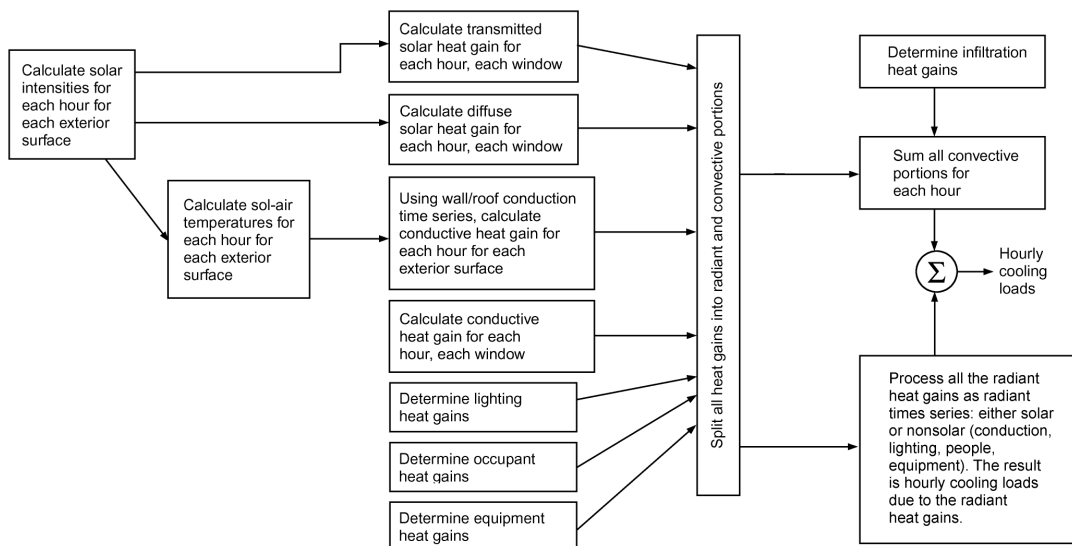 Calculate solar
intensities for
each hour for
each exterior
surface
Calculate transmitted
solar heat gain for
each hour, each window
Calculate diffuse
solar heat gain for
each hour, each window
Calculate sol-air
temperatures for
each hour for
each exterior
surface
Using wall/roof conduction
time series, calculate
conductive heat gain for
each hour for each
exterior surface
Calculate conductive
heat gain for each
hour, each window
Determine lighting
heat gains
Determine occupant
heat gains
Determine equipment
heat gains
Split all heat gains into radiant and convective portions
Determine infiltration
heat gains
Sum all convective
portions for
each hour
Σ
Hourly
cooling
loads
Process all the radiant
heat gains as radiant
times series: either solar
or nonsolar (conduction,
lighting, people,
equipment). The result
is hourly cooling loads
due to the radiant
heat gains.